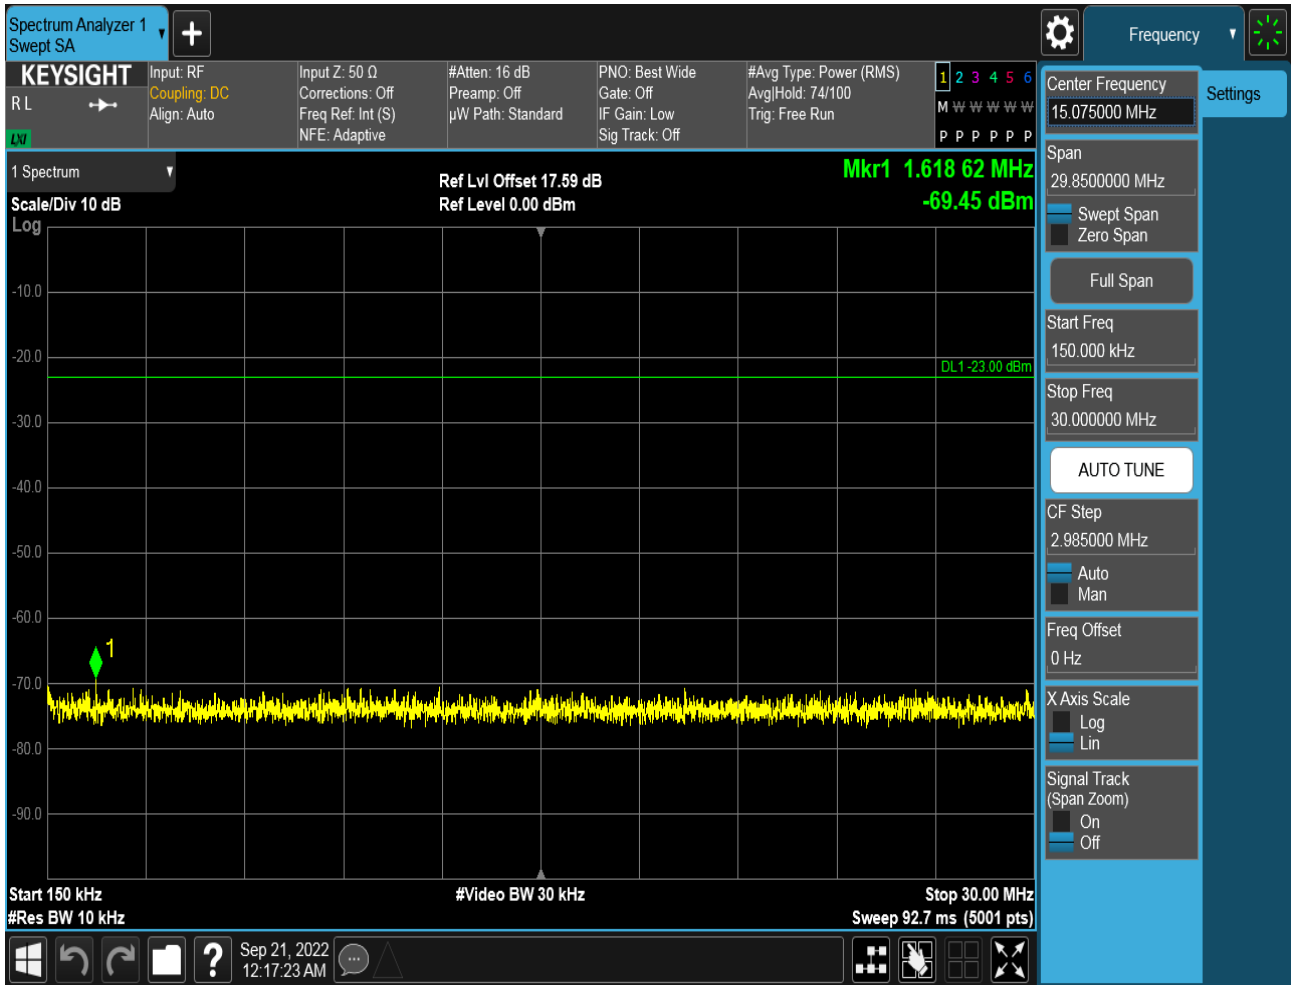 Spectrum Analyzer 1
Swept SA
Frequency
KEYSIGHT
R L
LXI
Input: RF
Coupling: DC
Align: Auto
Input Z: 50 Ω
Corrections: Off
Freq Ref: Int (S)
NFE: Adaptive
#Atten: 16 dB
Preamp: Off
µW Path: Standard
PNO: Best Wide
Gate: Off
IF Gain: Low
Sig Track: Off
#Avg Type: Power (RMS)
Avg|Hold: 74/100
Trig: Free Run
1 2 3 4 5 6
M W W W W W
P P P P P P
Center Frequency
15.075000 MHz
Settings
1 Spectrum
Scale/Div 10 dB
Log
Ref Lvl Offset 17.59 dB
Ref Level 0.00 dBm
Mkr1 1.618 62 MHz
-69.45 dBm
-10.0
-20.0
-30.0
-40.0
-50.0
-60.0
-70.0
-80.0
-90.0
DL1 -23.00 dBm
1
Start 150 kHz
#Res BW 10 kHz
#Video BW 30 kHz
Stop 30.00 MHz
Sweep 92.7 ms (5001 pts)
Span
29.8500000 MHz
Swept Span
Zero Span
Full Span
Start Freq
150.000 kHz
Stop Freq
30.000000 MHz
AUTO TUNE
CF Step
2.985000 MHz
Auto
Man
Freq Offset
0 Hz
X Axis Scale
Log
Lin
Signal Track
(Span Zoom)
On
Off
?
Sep 21, 2022
12:17:23 AM